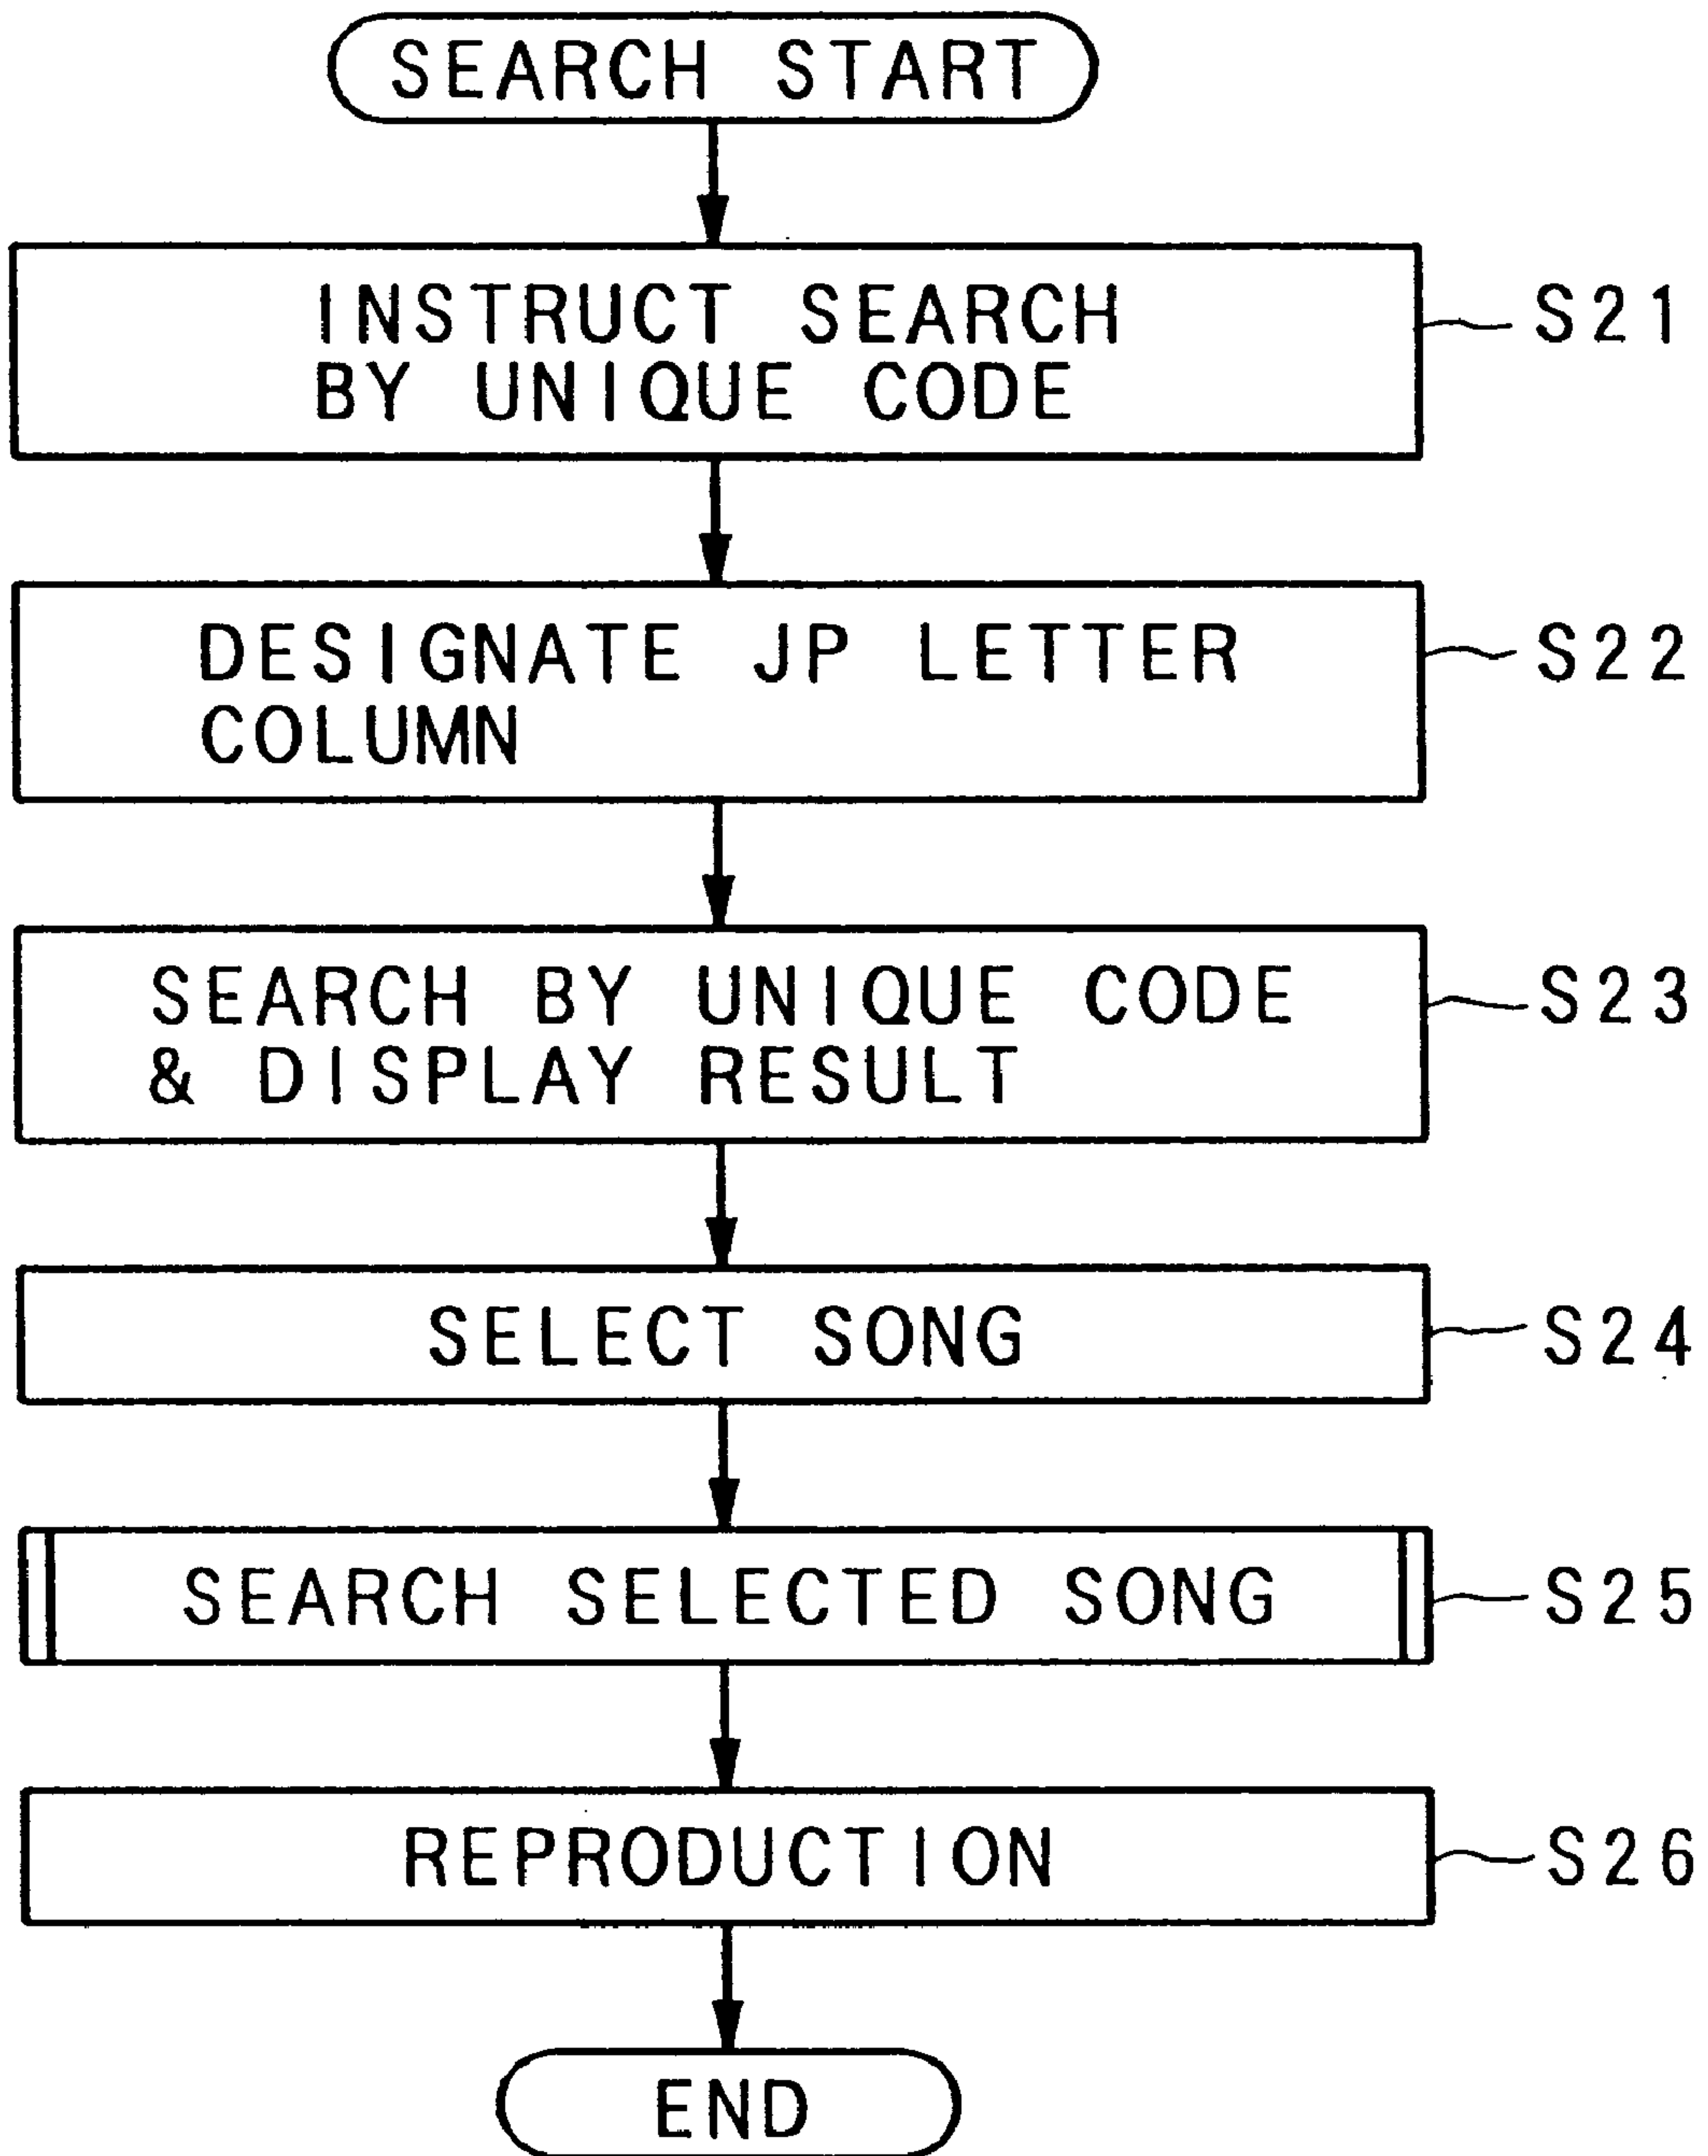 SEARCH START
INSTRUCT SEARCH
BY UNIQUE CODE
S21
DESIGNATE JP LETTER
COLUMN
S22
SEARCH BY UNIQUE CODE
& DISPLAY RESULT
S23
SELECT SONG
S24
SEARCH SELECTED SONG
S25
REPRODUCTION
S26
END